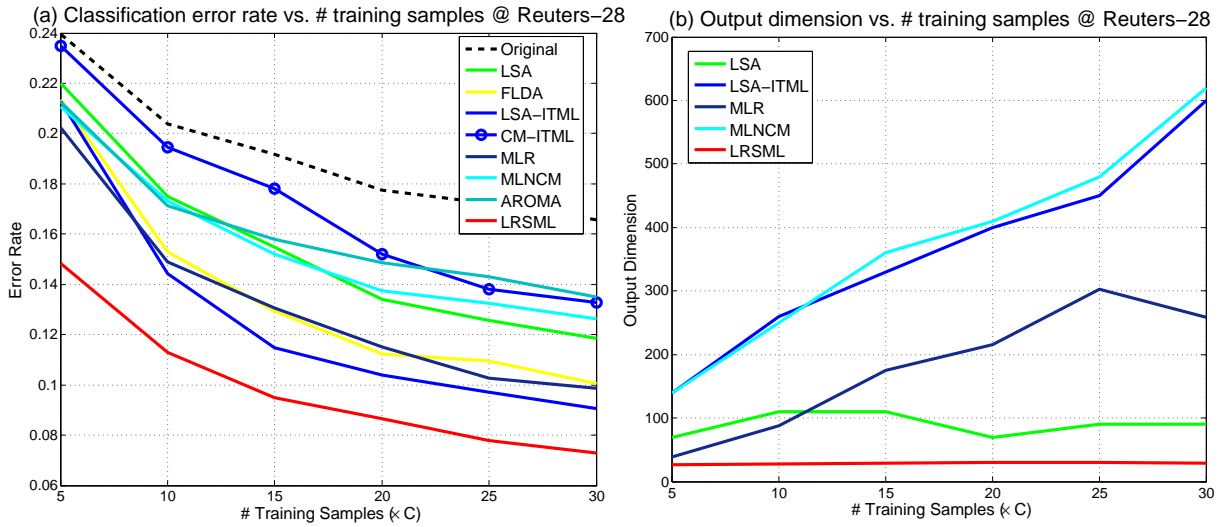 (a) Classification error rate vs. # training samples @ Reuters−28
0.24
0.22
0.2
0.18
0.16
0.14
0.12
0.1
0.08
0.06
Error Rate
5
10
15
20
25
30
# Training Samples (× C)
Original
LSA
FLDA
LSA−ITML
CM−ITML
MLR
MLNCM
AROMA
LRSML
(b) Output dimension vs. # training samples @ Reuters−28
700
600
500
400
300
200
100
0
Output Dimension
5
10
15
20
25
30
# Training Samples (× C)
LSA
LSA−ITML
MLR
MLNCM
LRSML